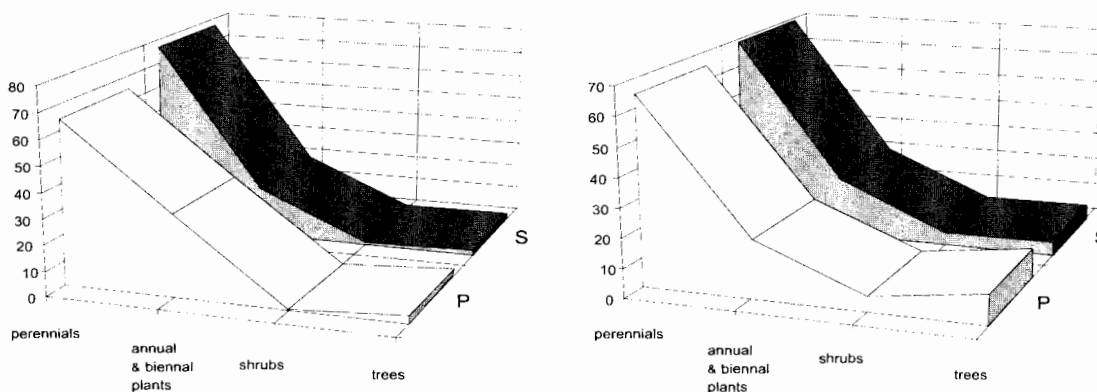 80
70
60
50
40
30
20
10
0
perennials
annual
& biennal
plants
shrubs
trees
P
S
70
60
50
40
30
20
10
0
perennials
annual
& biennal
plants
shrubs
trees
P
S